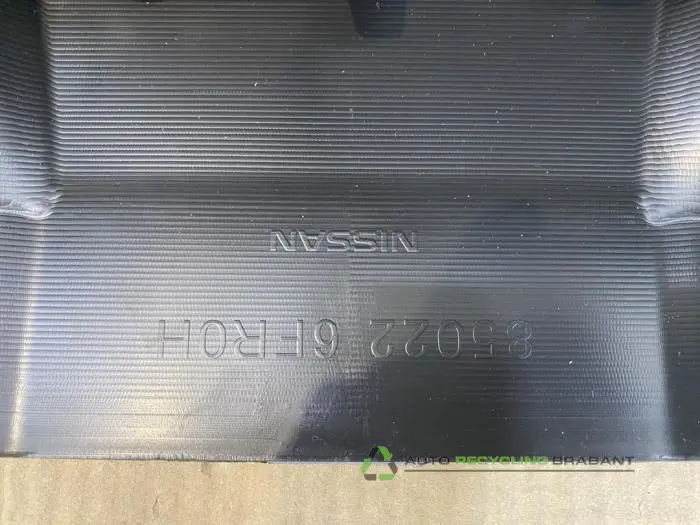 NISSAN
85022 6FR0H
AUTO RECYCLING BRABANT